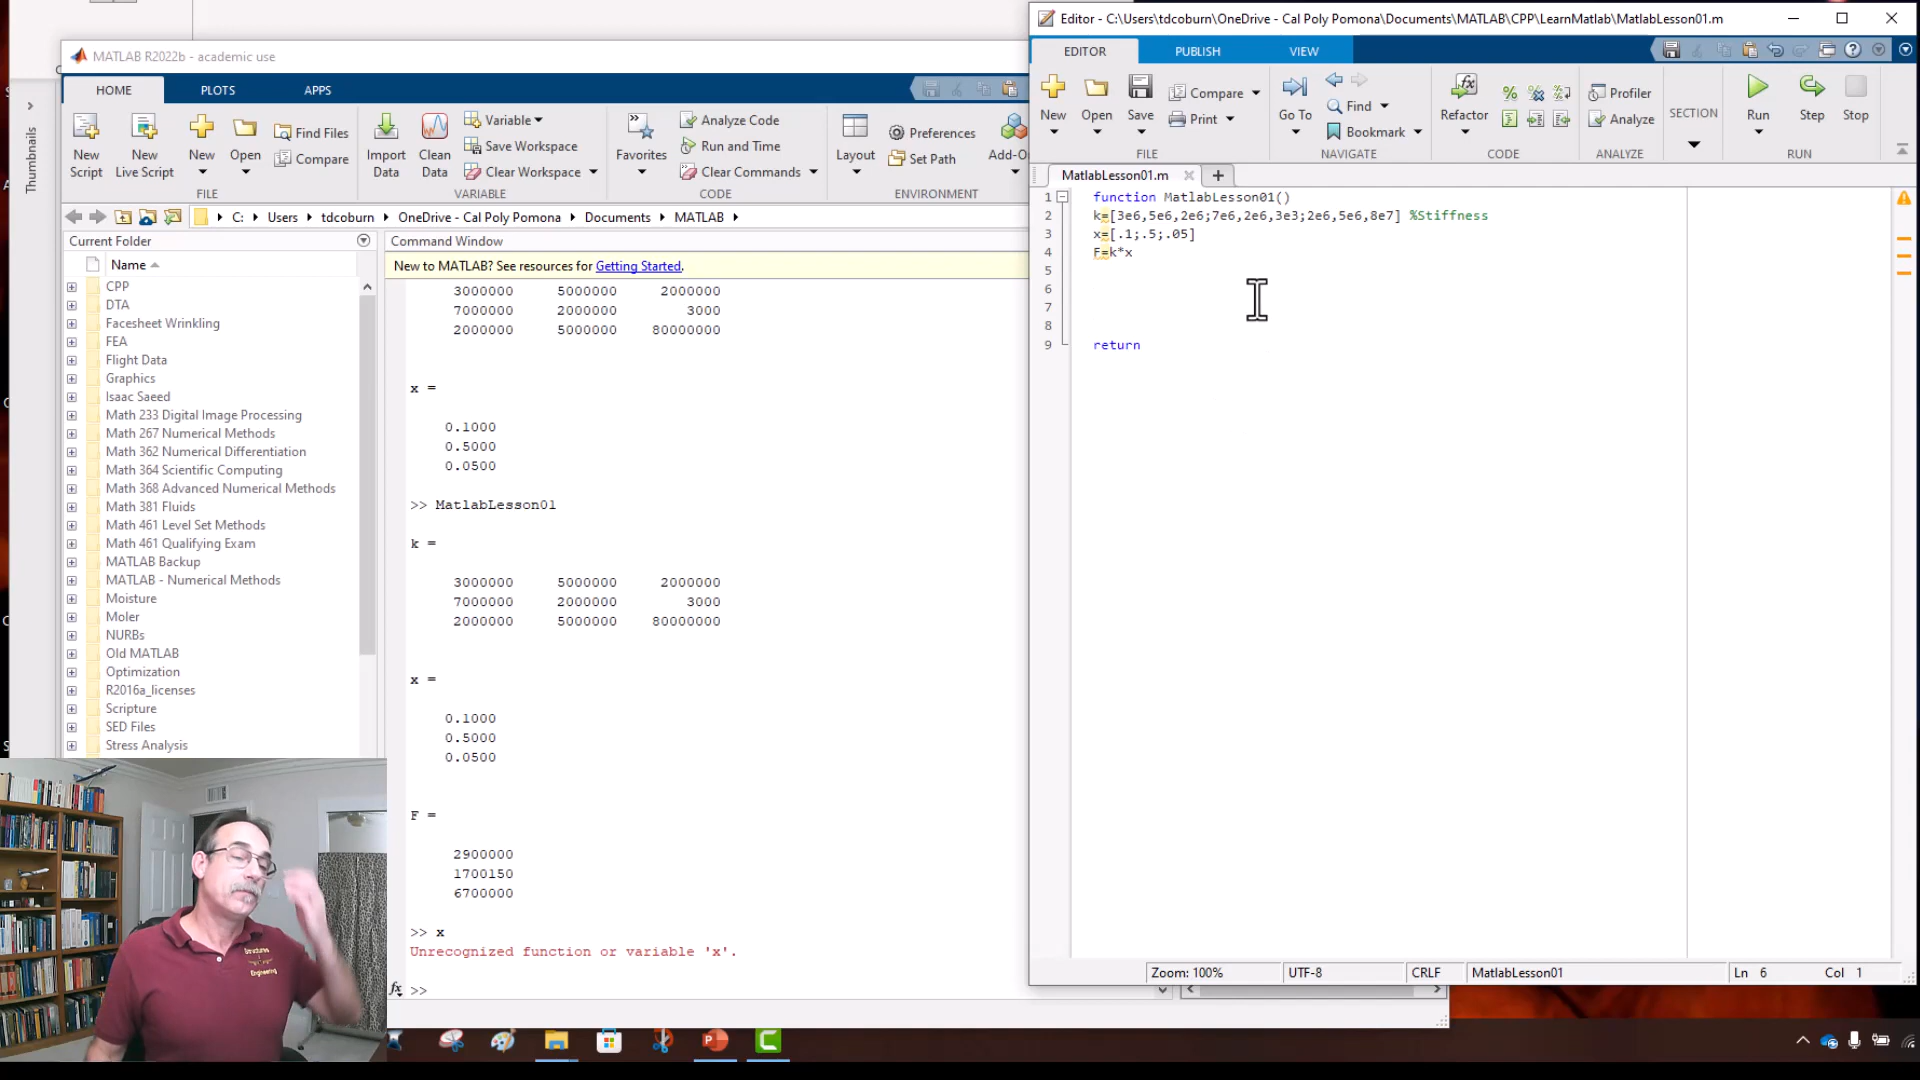 Editor - C:\Users\tdcoburn\OneDrive - Cal Poly Pomona\Documents\MATLAB\CPP\LearnMatlab\MatlabLesson01.m
MATLAB R2022b - academic use
EDITOR PUBLISH VIEW
HOME PLOTS APPS
New Script
New Live Script
New
Open
Find Files
Compare
FILE
Import Data
Clean Data
Variable
Save Workspace
Clear Workspace
VARIABLE
Favorites
Analyze Code
Run and Time
Clear Commands
CODE
Layout
Preferences
Set Path
Add-O
ENVIRONMENT
New
Open
Save
Compare
Print
FILE
Go To
Find
Bookmark
NAVIGATE
Refactor
CODE
Profiler
Analyze
ANALYZE
SECTION
Run
Step
Stop
RUN
Thumbnails
C: Users tdcoburn OneDrive - Cal Poly Pomona Documents MATLAB
Current Folder
Name
CPP
DTA
Facesheet Wrinkling
FEA
Flight Data
Graphics
Isaac Saeed
Math 233 Digital Image Processing
Math 267 Numerical Methods
Math 362 Numerical Differentiation
Math 364 Scientific Computing
Math 368 Advanced Numerical Methods
Math 381 Fluids
Math 461 Level Set Methods
Math 461 Qualifying Exam
MATLAB Backup
MATLAB - Numerical Methods
Moisture
Moler
NURBs
Old MATLAB
Optimization
R2016a_licenses
Scripture
SED Files
Stress Analysis
Command Window
New to MATLAB? See resources for Getting Started.
3000000 5000000 2000000
7000000 2000000 3000
2000000 5000000 80000000
x =
0.1000
0.5000
0.0500
>> MatlabLesson01
k =
3000000 5000000 2000000
7000000 2000000 3000
2000000 5000000 80000000
x =
0.1000
0.5000
0.0500
F =
2900000
1700150
6700000
>> x
Unrecognized function or variable 'x'.
fx >>
MatlabLesson01.m
1 function MatlabLesson01()
2 k=[3e6,5e6,2e6;7e6,2e6,3e3;2e6,5e6,8e7] %Stiffness
3 x=[.1;.5;.05]
4 F=k*x
5
6
7
8
9 return
Zoom: 100% UTF-8 CRLF MatlabLesson01 Ln 6 Col 1
Structures
Engineering